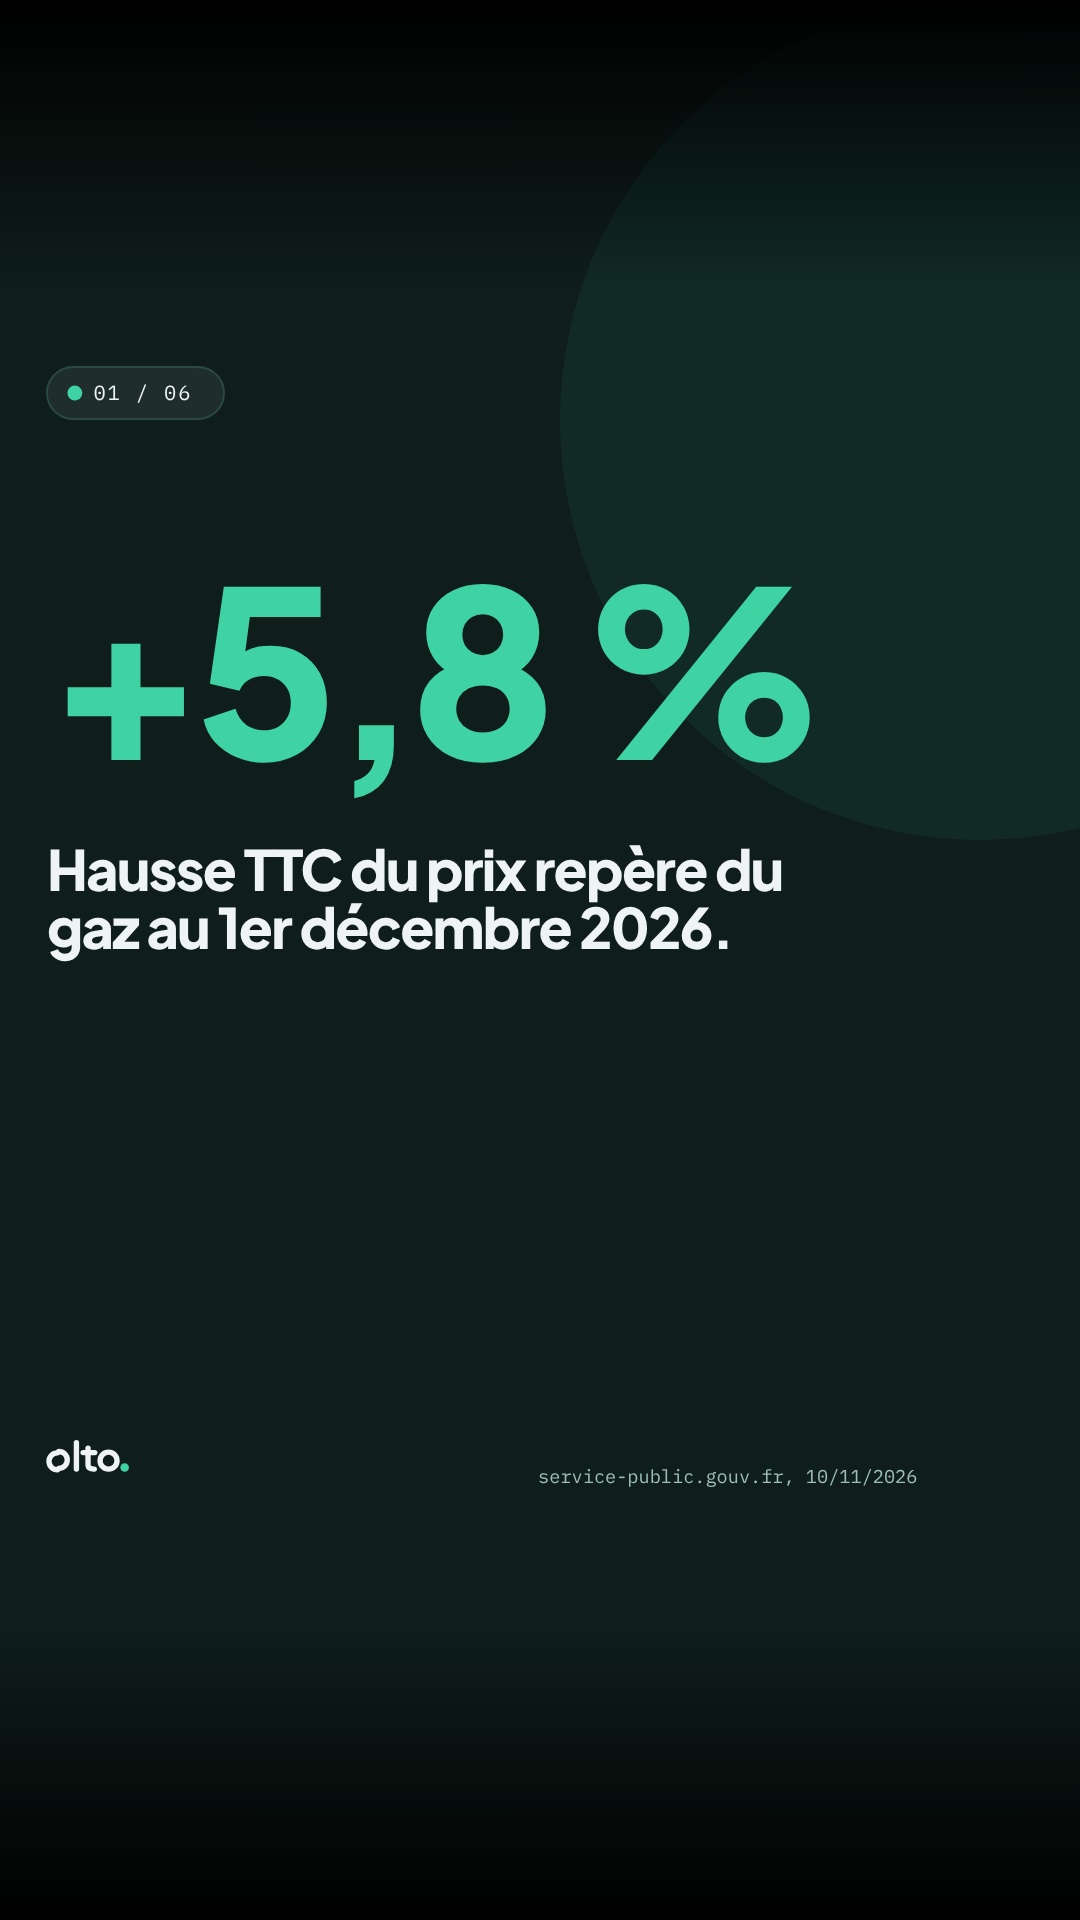 01 / 06
+5,8 %
Hausse TTC du prix repère du
gaz au 1er décembre 2026.
olto.
service-public.gouv.fr, 10/11/2026